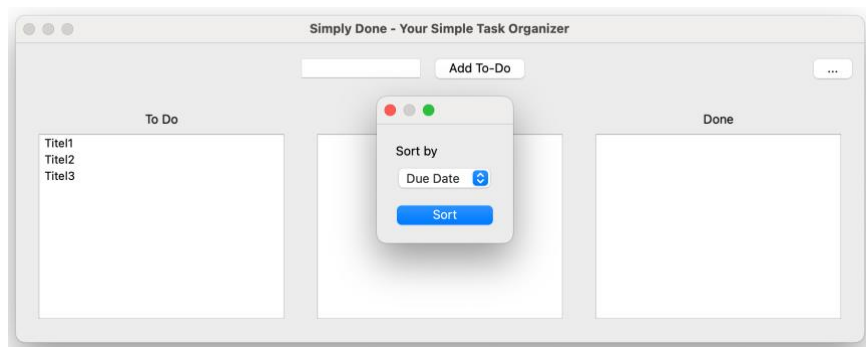 Simply Done - Your Simple Task Organizer
Add To-Do
...
To Do
Done
Titel1
Titel2
Titel3
Sort by
Due Date
Sort